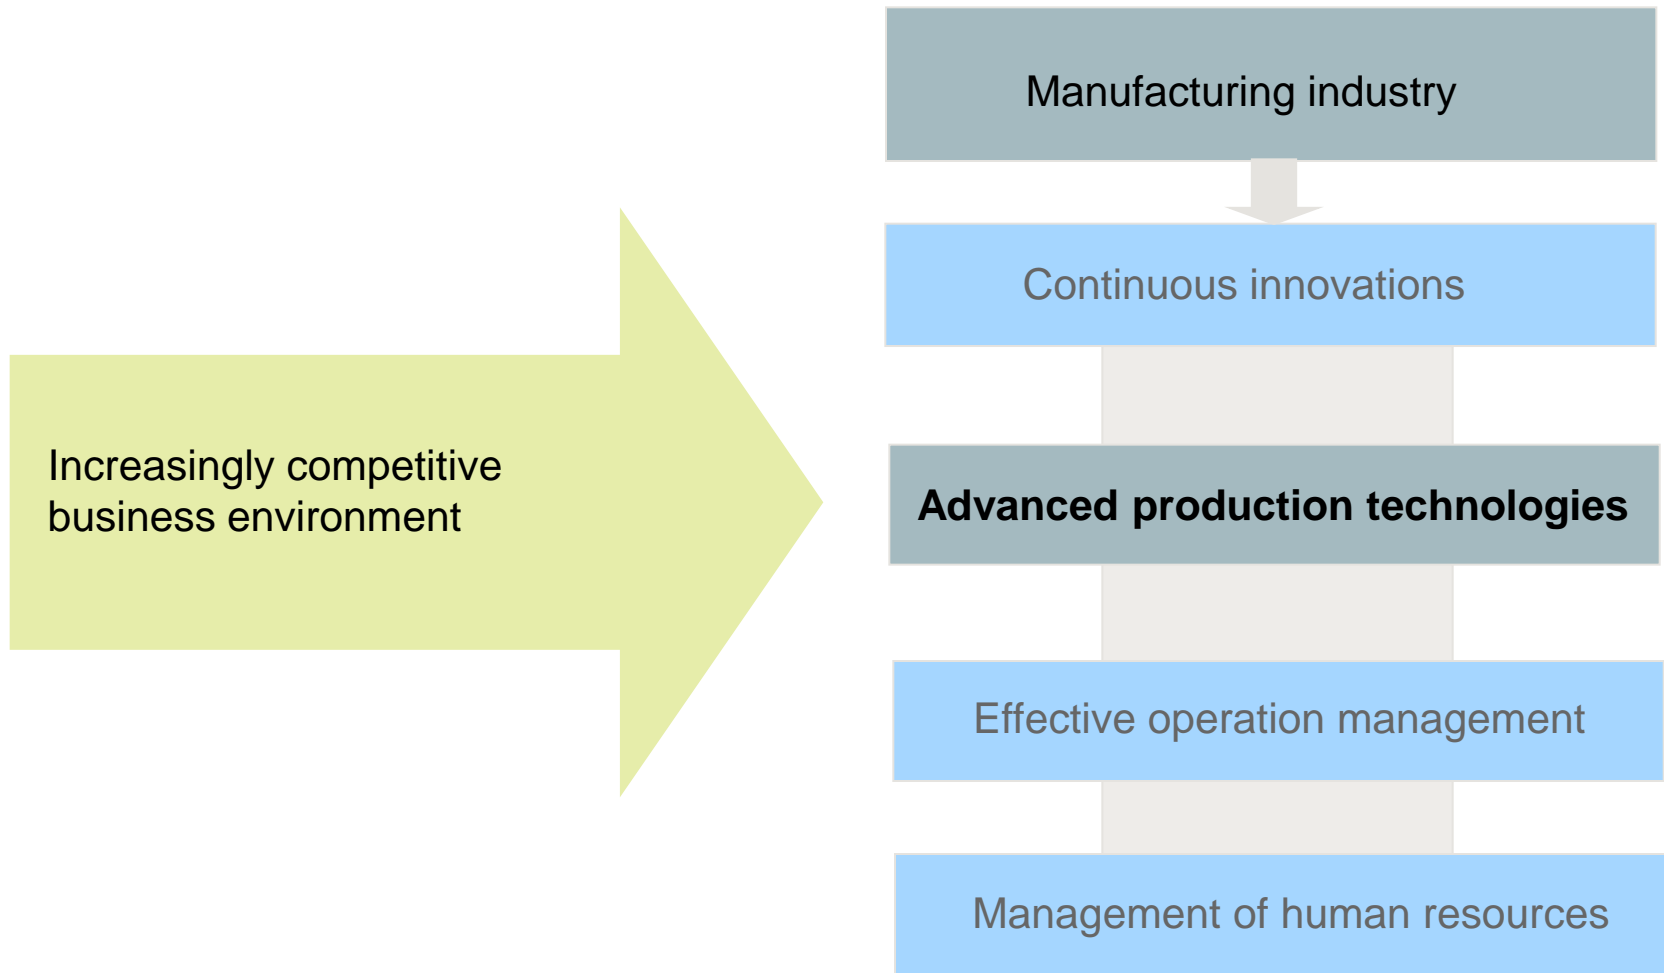 Manufacturing industry
Continuous innovations
Increasingly competitive
business environment
Advanced production technologies
Effective operation management
Management of human resources